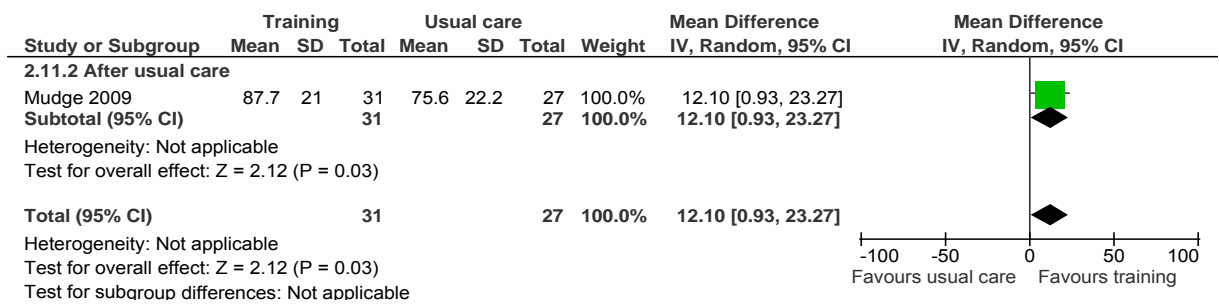 Training Usual care Mean Difference Mean Difference
Study or Subgroup Mean SD Total Mean SD Total Weight IV, Random, 95% CI IV, Random, 95% CI
2.11.2 After usual care
Mudge 2009 87.7 21 31 75.6 22.2 27 100.0% 12.10 [0.93, 23.27]
Subtotal (95% CI) 31 27 100.0% 12.10 [0.93, 23.27]
Heterogeneity: Not applicable
Test for overall effect: Z = 2.12 (P = 0.03)
Total (95% CI) 31 27 100.0% 12.10 [0.93, 23.27]
Heterogeneity: Not applicable
Test for overall effect: Z = 2.12 (P = 0.03)
Test for subgroup differences: Not applicable
-100 -50 0 50 100
Favours usual care Favours training